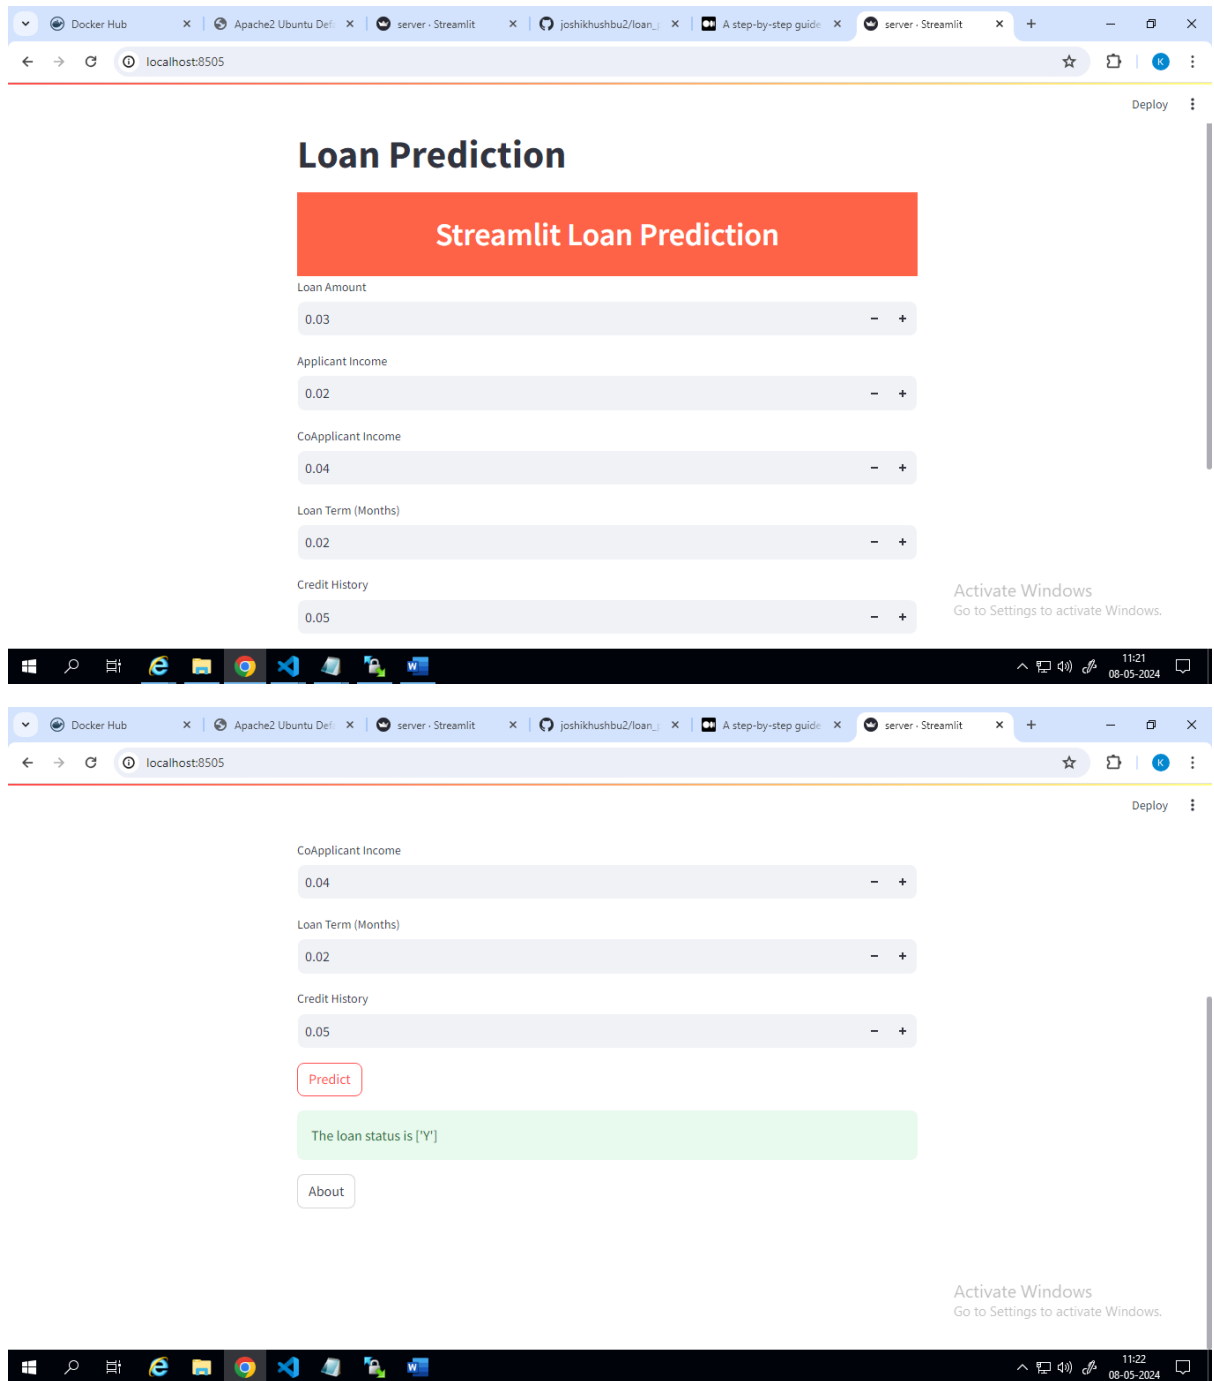 Docker Hub
Apache2 Ubuntu Def
server · Streamlit
joshikhushbu2/loan_
A step-by-step guide
server · Streamlit
localhost:8505
K
Deploy
Loan Prediction
Streamlit Loan Prediction
Loan Amount
0.03
Applicant Income
0.02
CoApplicant Income
0.04
Loan Term (Months)
0.02
Credit History
0.05
Activate Windows
Go to Settings to activate Windows.
11:21
08-05-2024
Docker Hub
Apache2 Ubuntu Def
server · Streamlit
joshikhushbu2/loan_
A step-by-step guide
server · Streamlit
localhost:8505
K
Deploy
CoApplicant Income
0.04
Loan Term (Months)
0.02
Credit History
0.05
Predict
The loan status is ['Y']
About
Activate Windows
Go to Settings to activate Windows.
11:22
08-05-2024